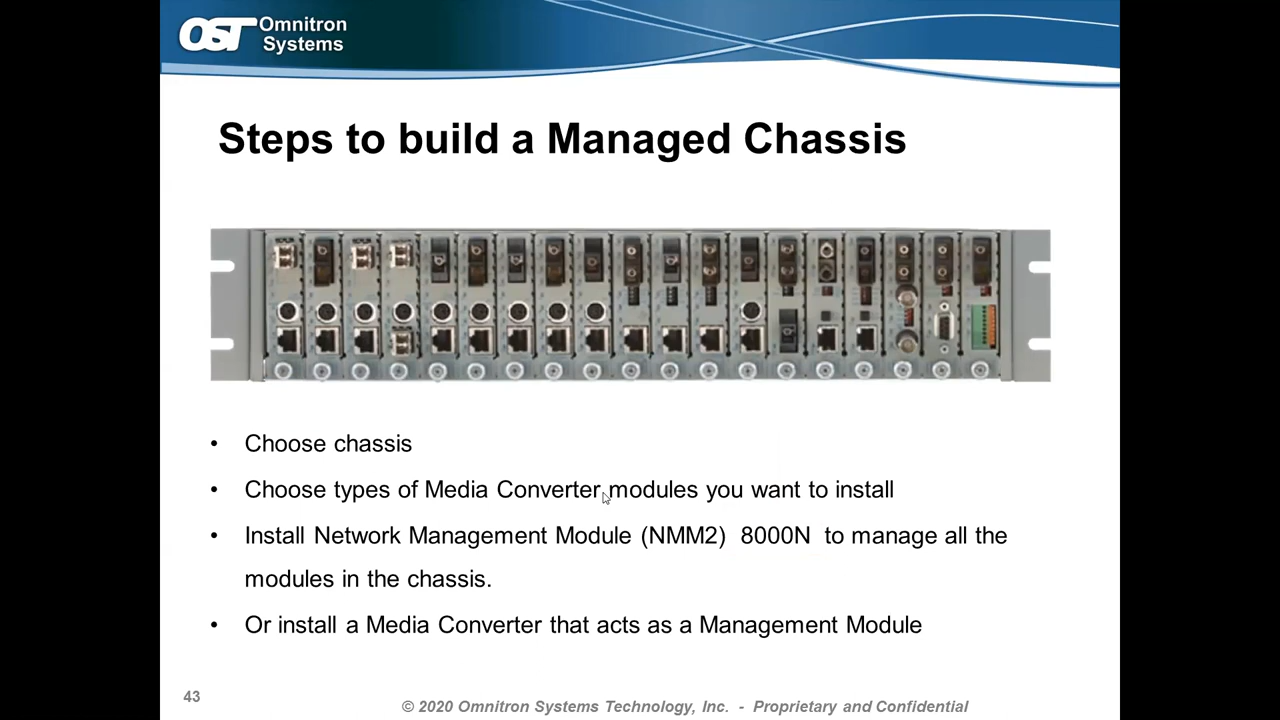 OST Omnitron
Systems
Steps to build a Managed Chassis
• Choose chassis
• Choose types of Media Converter modules you want to install
• Install Network Management Module (NMM2) 8000N to manage all the
modules in the chassis.
• Or install a Media Converter that acts as a Management Module
43
© 2020 Omnitron Systems Technology, Inc. - Proprietary and Confidential